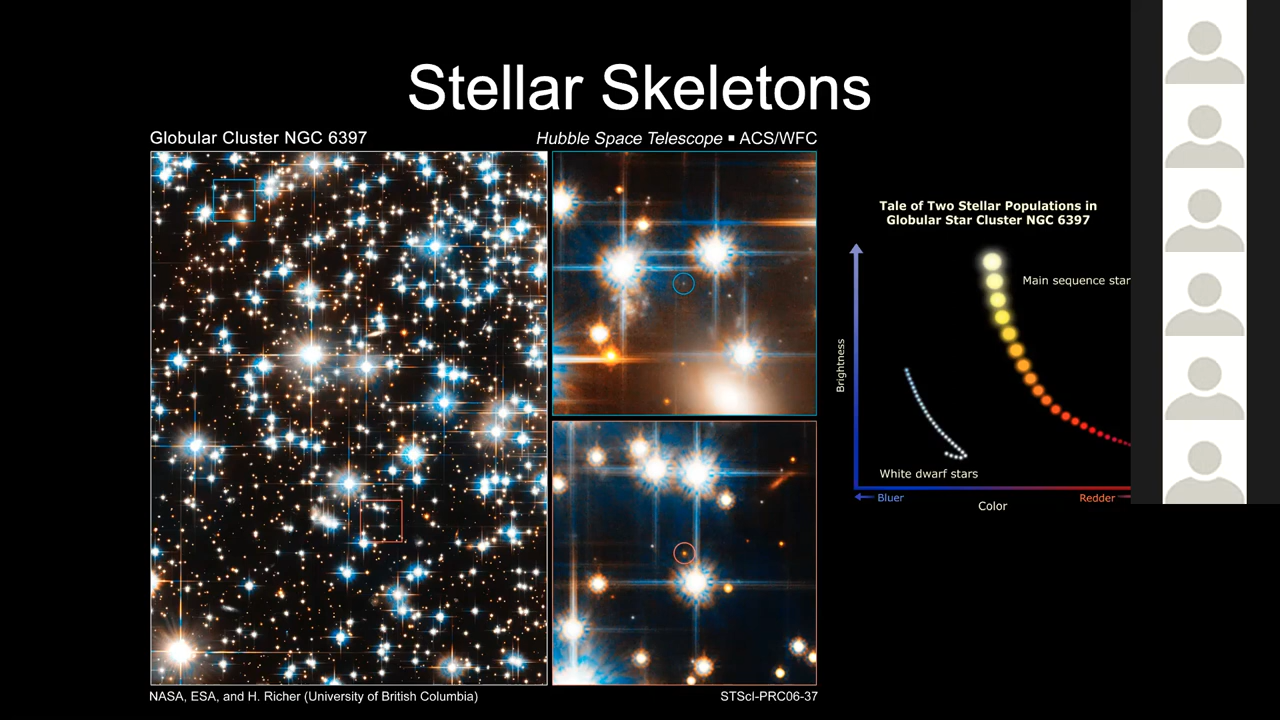 Stellar Skeletons
Globular Cluster NGC 6397
Hubble Space Telescope ▪ ACS/WFC
Tale of Two Stellar Populations in
Globular Star Cluster NGC 6397
Main sequence star
Brightness
White dwarf stars
Bluer
Redder
Color
NASA, ESA, and H. Richer (University of British Columbia)
STScI-PRC06-37